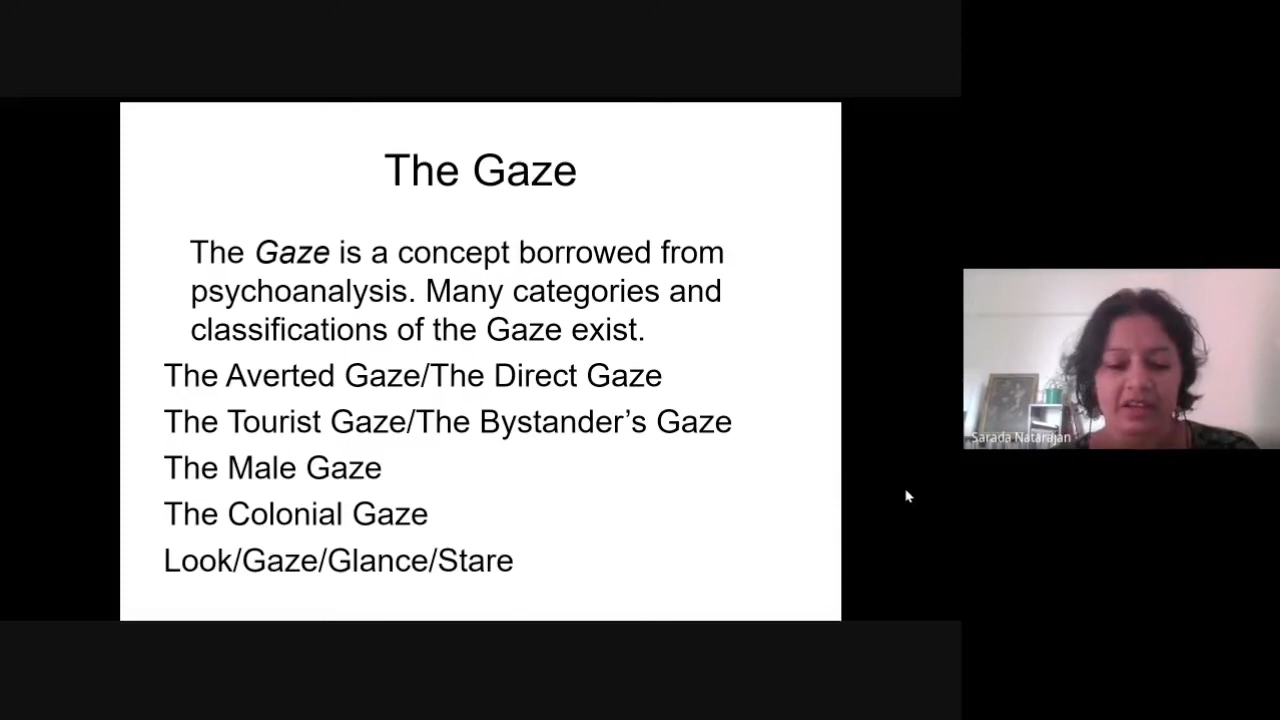 The Gaze
The Gaze is a concept borrowed from
psychoanalysis. Many categories and
classifications of the Gaze exist.
The Averted Gaze/The Direct Gaze
The Tourist Gaze/The Bystander’s Gaze
The Male Gaze
The Colonial Gaze
Look/Gaze/Glance/Stare
Sarada Natarajan